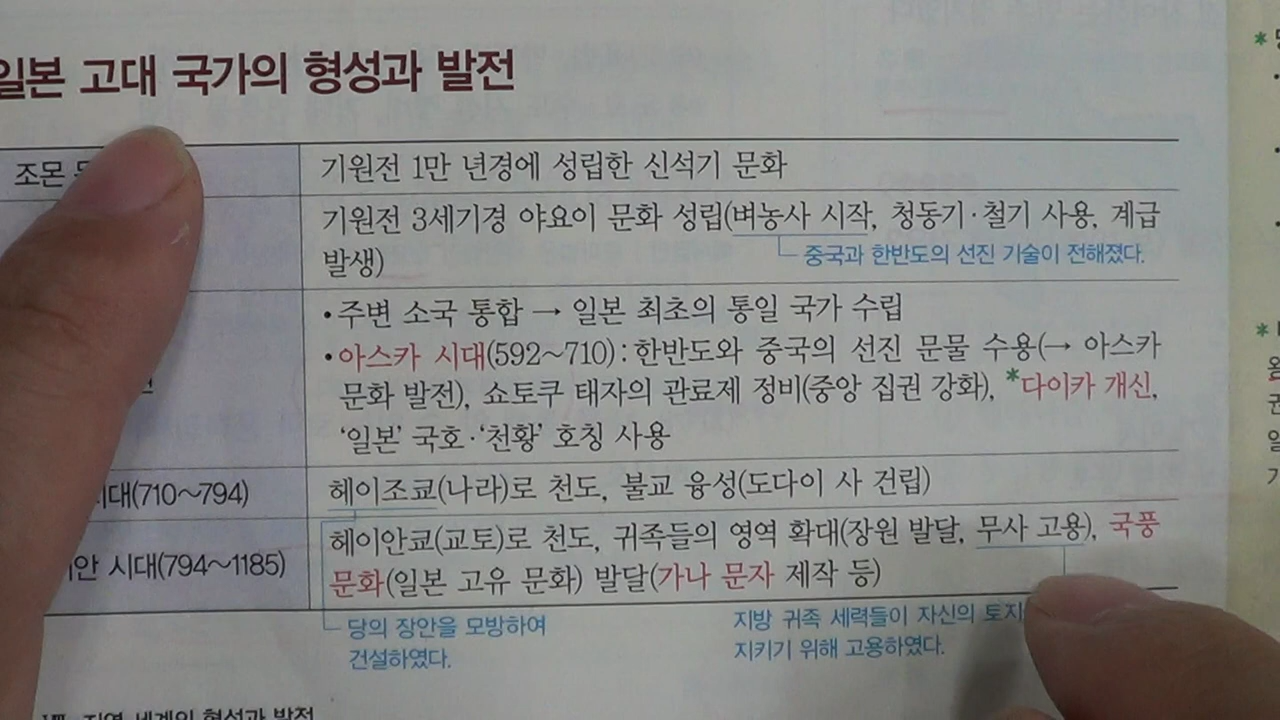 일본 고대 국가의 형성과 발전
조몬
기원전 1만 년경에 성립한 신석기 문화
기원전 3세기경 야요이 문화 성립(벼농사 시작, 청동기·철기 사용, 계급
발생)
중국과 한반도의 선진 기술이 전해졌다.
• 주변 소국 통합 → 일본 최초의 통일 국가 수립
• 아스카 시대(592~710) : 한반도와 중국의 선진 문물 수용(→ 아스카
문화 발전), 쇼토쿠 태자의 관료제 정비(중앙 집권 강화), *다이카 개신,
'일본' 국호·'천황' 호칭 사용
시대(710~794)
헤이조쿄(나라)로 천도, 불교 융성(도다이 사 건립)
안 시대(794~1185)
헤이안쿄(교토)로 천도, 귀족들의 영역 확대(장원 발달, 무사 고용), 국풍
문화(일본 고유 문화) 발달(가나 문자 제작 등)
당의 장안을 모방하여
건설하였다.
지방 귀족 세력들이 자신의 토지
지키기 위해 고용하였다.
지역 세계의 형성과 발전